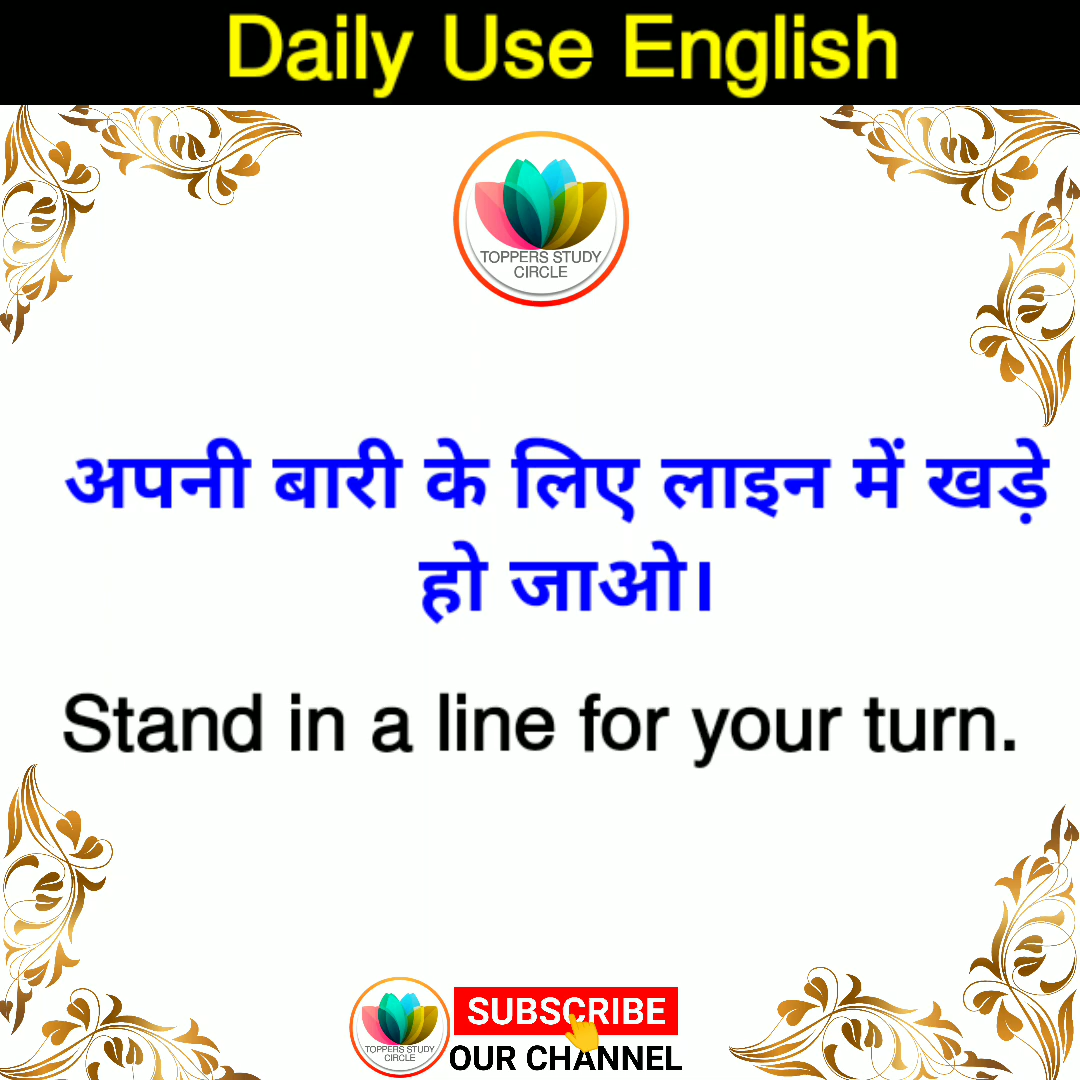 Daily Use English
TOPPERS STUDY
CIRCLE
अपनी बारी के लिए लाइन में खड़े
हो जाओ।
Stand in a line for your turn.
TOPPERS STUDY
CIRCLE
SUBSCRIBE
OUR CHANNEL